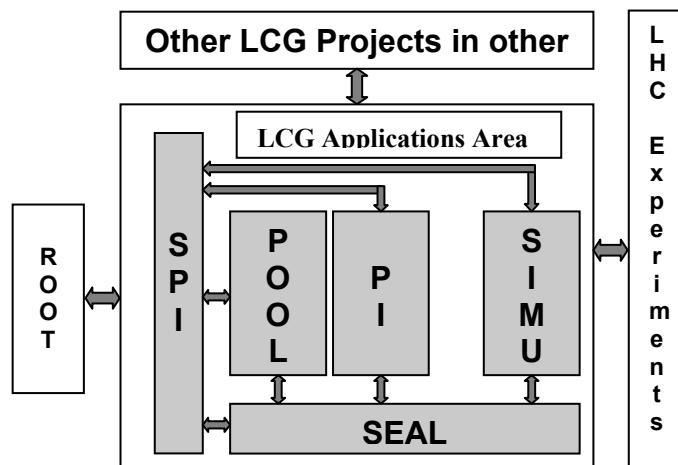 Other LCG Projects in other
LCG Applications Area
ROOT
SPI
POOL
PI
SIMU
SEAL
LHC Experiments